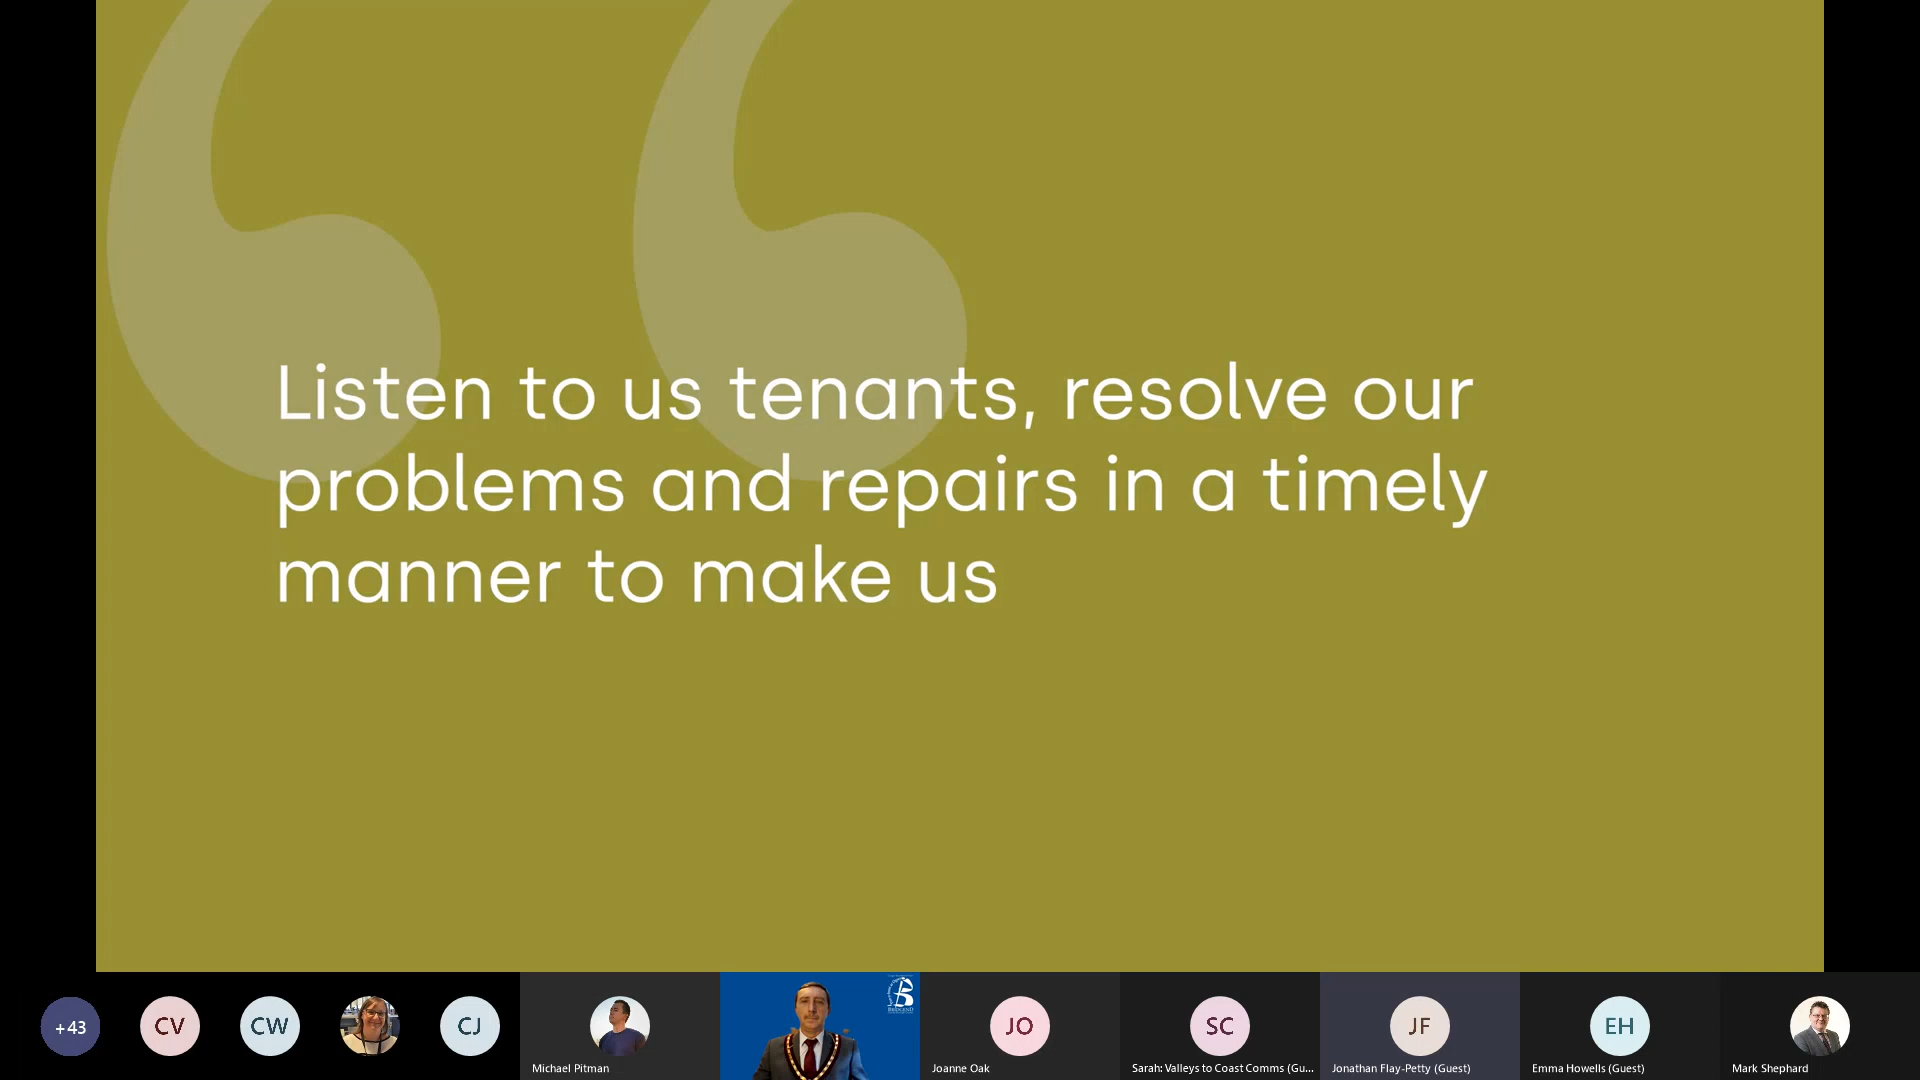 Listen to us tenants, resolve our
problems and repairs in a timely
manner to make us
+43
CV
CW
CJ
Michael Pitman
JO
Joanne Oak
SC
Sarah: Valleys to Coast Comms (Gu...
JF
Jonathan Flay-Petty (Guest)
EH
Emma Howells (Guest)
Mark Shephard